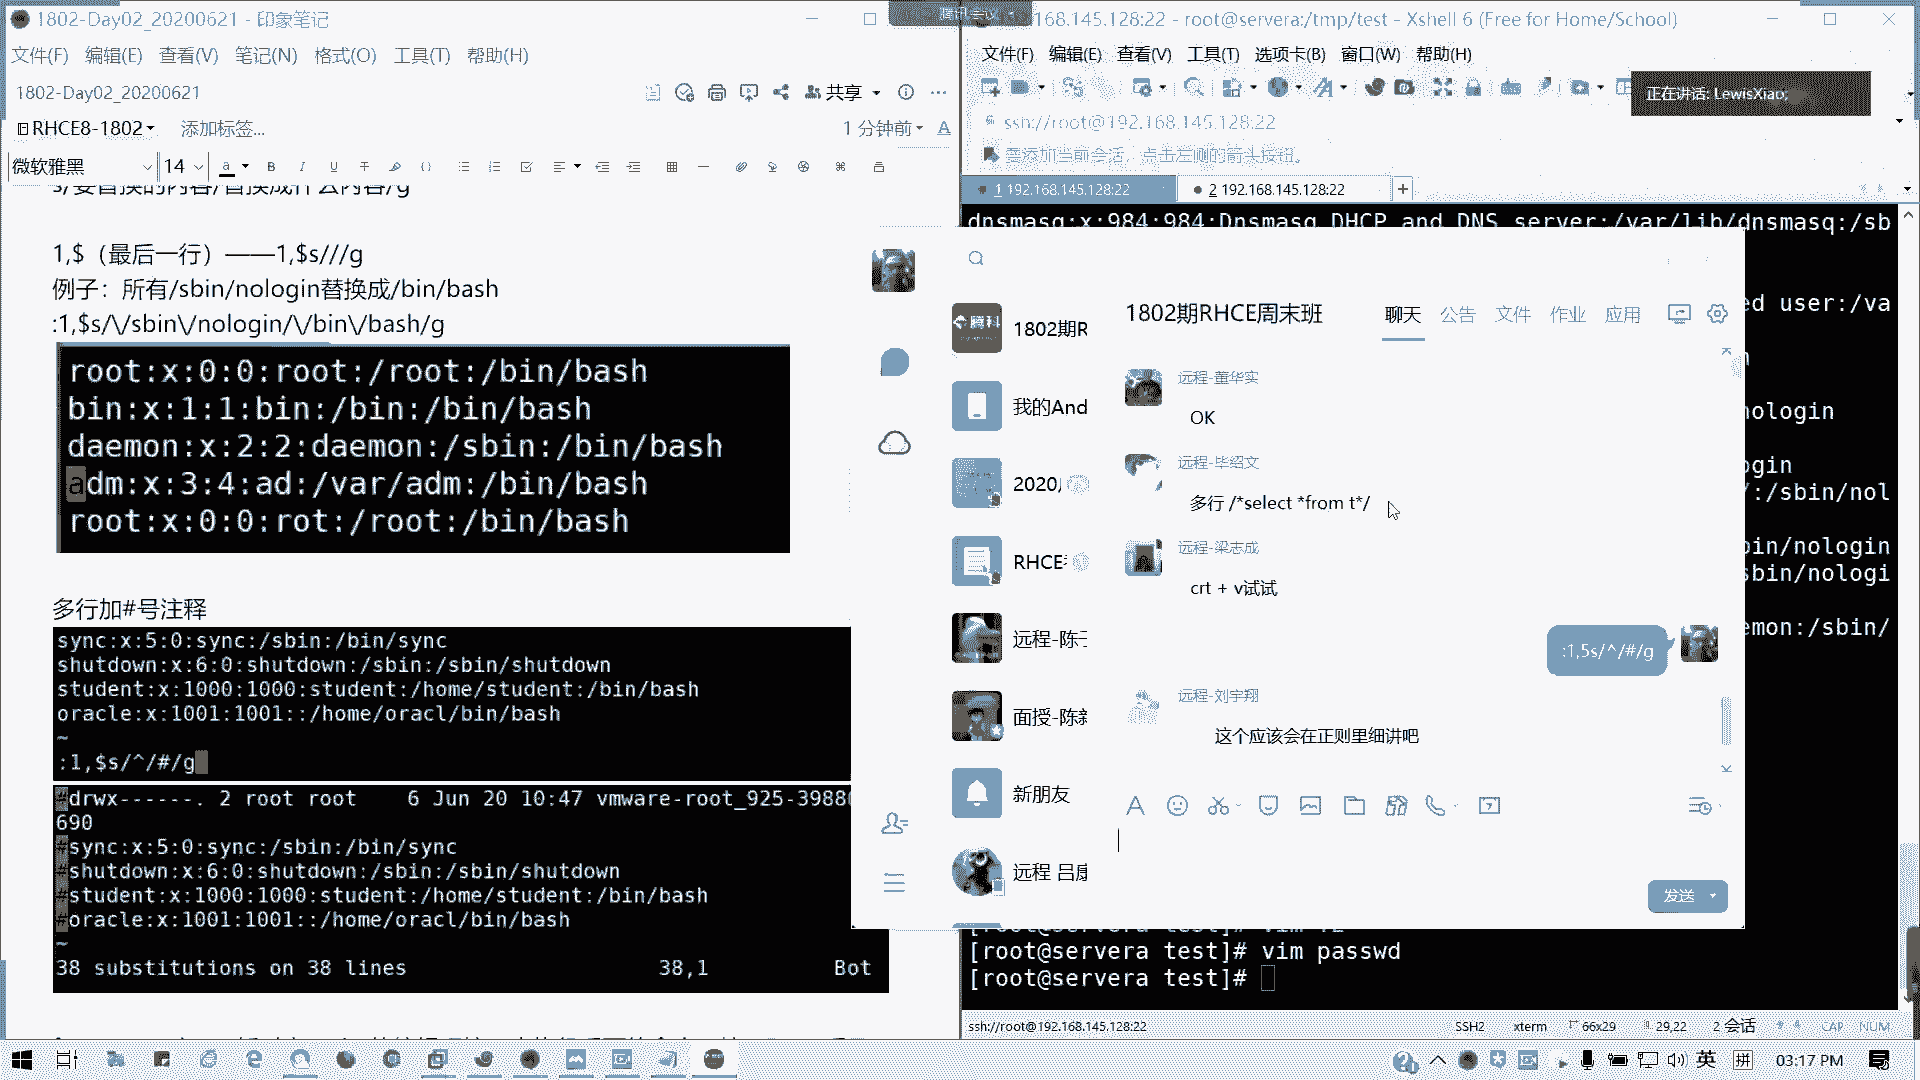 1802-Day02_20200621 - 印象笔记
文件(F) 编辑(E) 查看(V) 笔记(N) 格式(O) 工具(T) 帮助(H)
1802-Day02_20200621
共享
RHCE8-1802
添加标签...
1 分钟前
微软雅黑 14
s/要替换的内容/替换成什么内容/g
1,$（最后一行）——1,$s///g
例子：所有/sbin/nologin替换成/bin/bash
:1,$s/\/sbin\/nologin/\/bin\/bash/g
root:x:0:0:root:/root:/bin/bash
bin:x:1:1:bin:/bin:/bin/bash
daemon:x:2:2:daemon:/sbin:/bin/bash
adm:x:3:4:ad:/var/adm:/bin/bash
root:x:0:0:rot:/root:/bin/bash
多行加#号注释
sync:x:5:0:sync:/sbin:/bin/sync
shutdown:x:6:0:shutdown:/sbin:/sbin/shutdown
student:x:1000:1000:student:/home/student:/bin/bash
oracle:x:1001:1001::/home/oracl/bin/bash
~
:1,$s/^/#/g
#drwx------. 2 root root 6 Jun 20 10:47 vmware-root_925-3988
690
#sync:x:5:0:sync:/sbin:/bin/sync
#shutdown:x:6:0:shutdown:/sbin:/sbin/shutdown
#student:x:1000:1000:student:/home/student:/bin/bash
#oracle:x:1001:1001::/home/oracl/bin/bash
~
38 substitutions on 38 lines 38,1 Bot
腾讯会议
168.145.128:22 - root@servera:/tmp/test - Xshell 6 (Free for Home/School)
文件(F) 编辑(E) 查看(V) 工具(T) 选项卡(B) 窗口(W) 帮助(H)
正在讲话: LewisXiao;
ssh://root@192.168.145.128:22
要添加当前会话，点击左侧的箭头按钮。
1 192.168.145.128:22
2 192.168.145.128:22
dnsmasq:x:984:984:Dnsmasq DHCP and DNS server:/var/lib/dnsmasq:/sb
ed user:/va
nologin
ogin
:/sbin/nol
bin/nologin
sbin/nologi
emon:/sbin/
1802期R
我的And
2020
RHCE
远程-陈
面授-陈
新朋友
远程 吕
1802期RHCE周末班
聊天 公告 文件 作业 应用
远程-董华实
OK
远程-毕绍文
多行 /*select *from t*/
远程-梁志成
crt + v试试
:1,5s/^/#/g
远程-刘宇翔
这个应该会在正则里细讲吧
发送
[root@servera test]# vim passwd
[root@servera test]#
ssh://root@192.168.145.128:22
SSH2 xterm 66x29 29,22 2 会话 CAP NUM
英 拼 03:17 PM